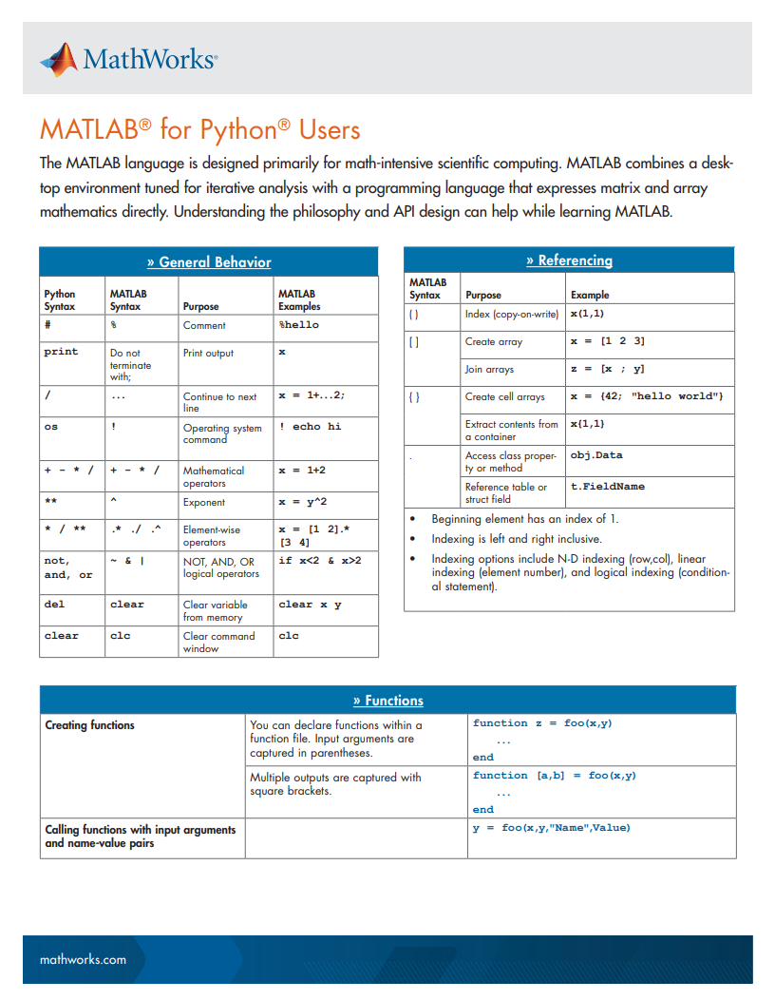 MathWorks®
MATLAB® for Python® Users
The MATLAB language is designed primarily for math-intensive scientific computing. MATLAB combines a desk-
top environment tuned for iterative analysis with a programming language that expresses matrix and array
mathematics directly. Understanding the philosophy and API design can help while learning MATLAB.
» General Behavior
Python Syntax MATLAB Syntax Purpose MATLAB Examples
# % Comment %hello
print Do not terminate with; Print output x
/ ... Continue to next line x = 1+...2;
os ! Operating system command ! echo hi
+ - * / + - * / Mathematical operators x = 1+2
** ^ Exponent x = y^2
* / ** .* ./ .^ Element-wise operators x = [1 2].* [3 4]
not, and, or ~ & | NOT, AND, OR logical operators if x<2 & x>2
del clear Clear variable from memory clear x y
clear clc Clear command window clc
» Referencing
MATLAB Syntax Purpose Example
( ) Index (copy-on-write) x(1,1)
[ ] Create array x = [1 2 3]
Join arrays z = [x ; y]
{ } Create cell arrays x = {42; "hello world"}
Extract contents from a container x{1,1}
. Access class proper-ty or method obj.Data
Reference table or struct field t.FieldName
• Beginning element has an index of 1.
• Indexing is left and right inclusive.
• Indexing options include N-D indexing (row,col), linear
indexing (element number), and logical indexing (condition-
al statement).
» Functions
Creating functions
You can declare functions within a
function file. Input arguments are
captured in parentheses.
function z = foo(x,y)
...
end
Multiple outputs are captured with
square brackets.
function [a,b] = foo(x,y)
...
end
Calling functions with input arguments
and name-value pairs
y = foo(x,y,"Name",Value)
mathworks.com